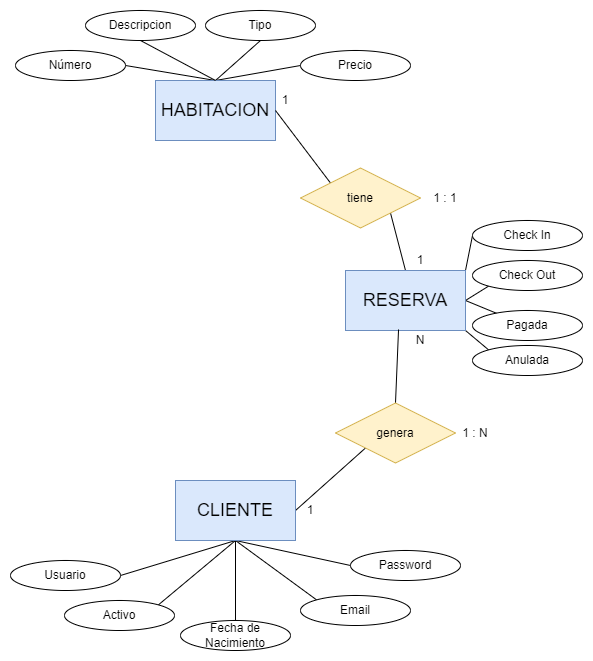 Descripcion
Tipo
Número
Precio
HABITACION
1
tiene
1 : 1
Check In
1
Check Out
RESERVA
Pagada
N
Anulada
genera
1 : N
CLIENTE
1
Password
Usuario
Email
Activo
Fecha de
Nacimiento